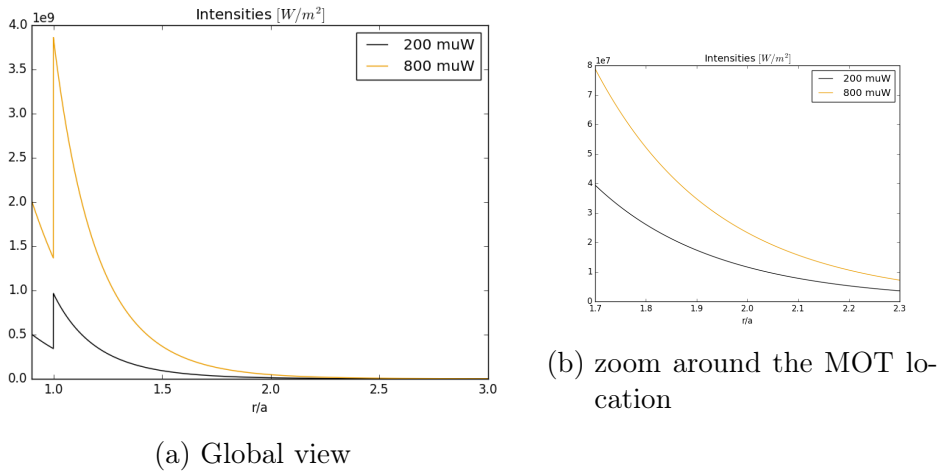 Intensities [W/m²]
1e9
4.0
3.5
3.0
2.5
2.0
1.5
1.0
0.5
0.0
200 muW
800 muW
1.0 1.5 2.0 2.5 3.0
r/a
(a) Global view
Intensities [W/m²]
1e7
8
7
6
5
4
3
2
1
0
200 muW
800 muW
1.7 1.8 1.9 2.0 2.1 2.2 2.3
r/a
(b) zoom around the MOT lo-
cation